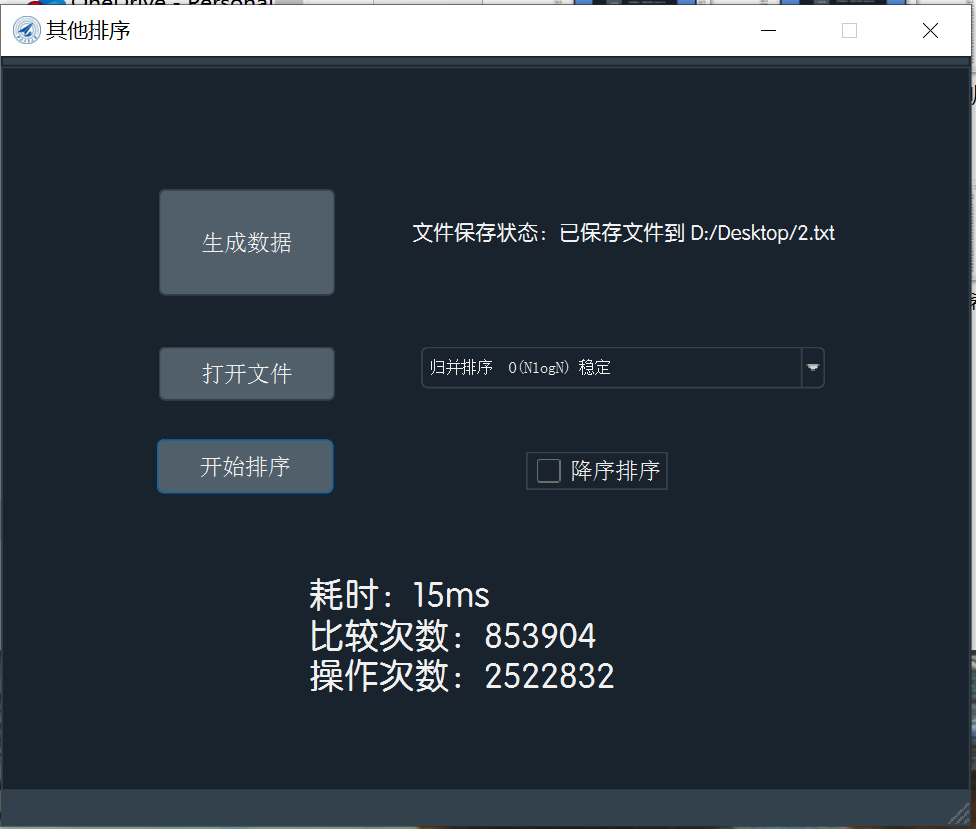 OneDrive - Personal
其他排序
生成数据
文件保存状态：已保存文件到 D:/Desktop/2.txt
打开文件
归并排序 O(NlogN) 稳定
开始排序
降序排序
耗时：15ms
比较次数：853904
操作次数：2522832